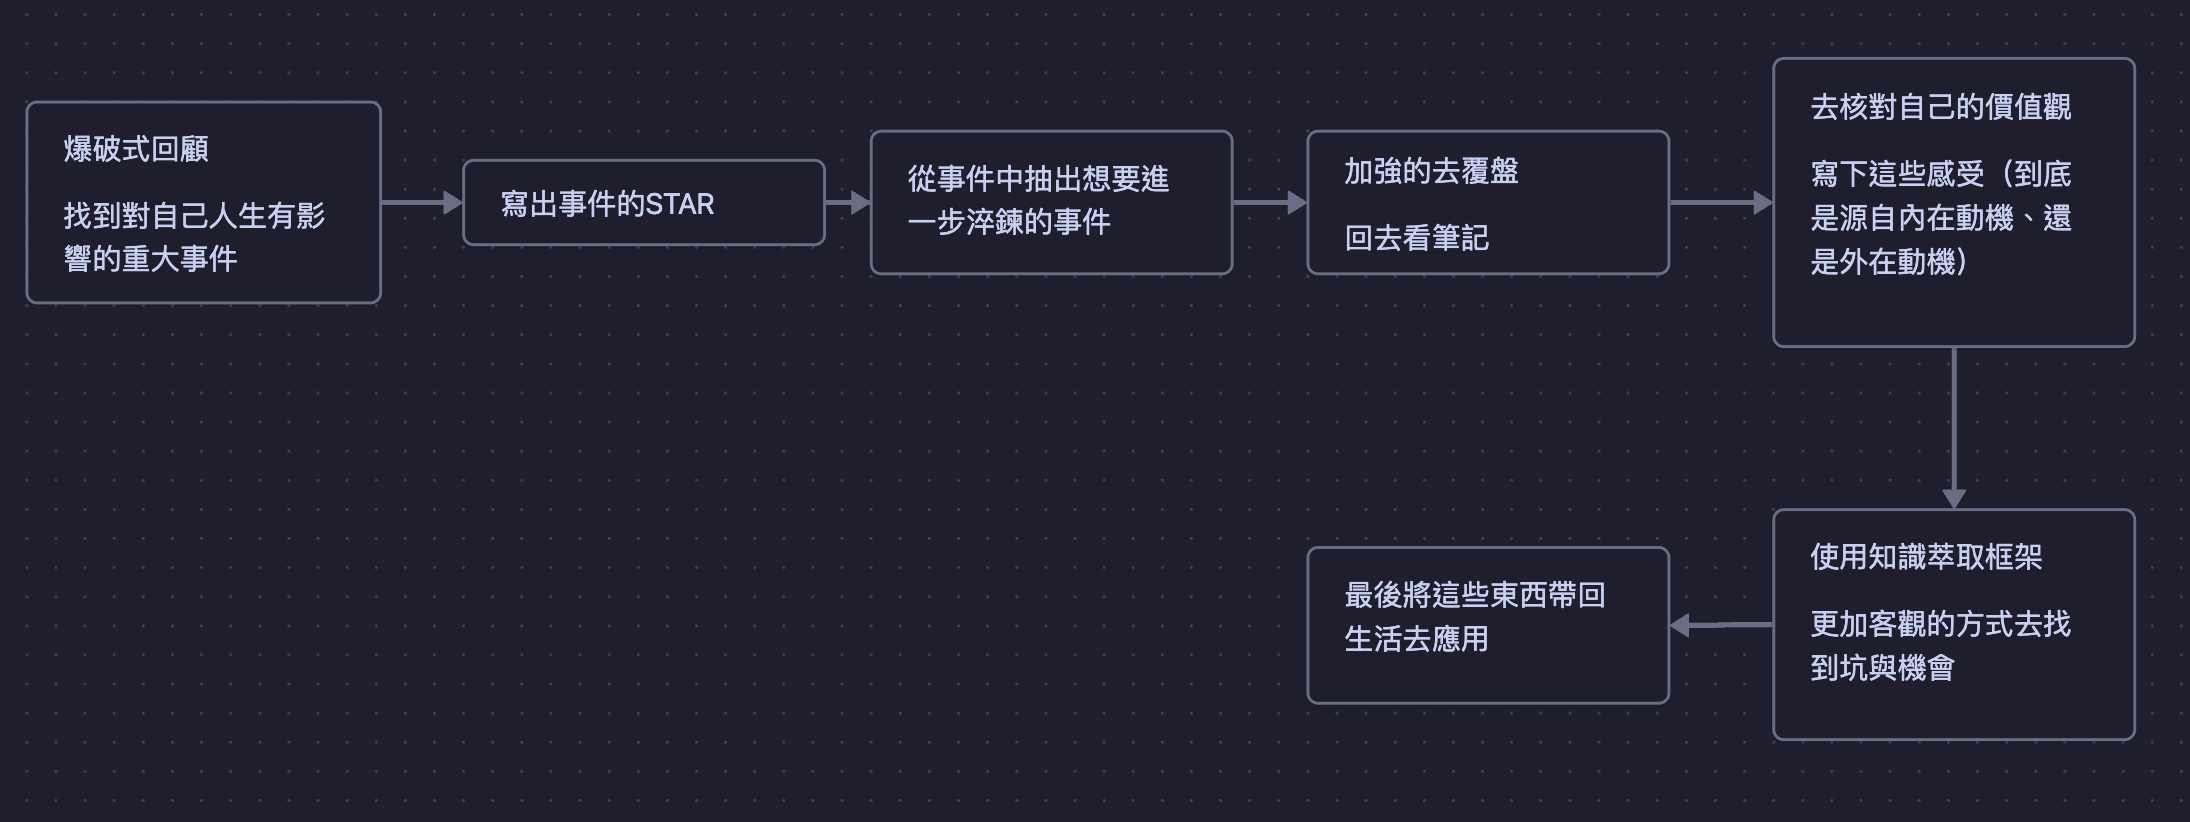 爆破式回顧
找到對自己人生有影
響的重大事件
寫出事件的STAR
從事件中抽出想要進
一步淬鍊的事件
加強的去覆盤
回去看筆記
去核對自己的價值觀
寫下這些感受（到底
是源自內在動機、還
是外在動機）
使用知識萃取框架
更加客觀的方式去找
到坑與機會
最後將這些東西帶回
生活去應用